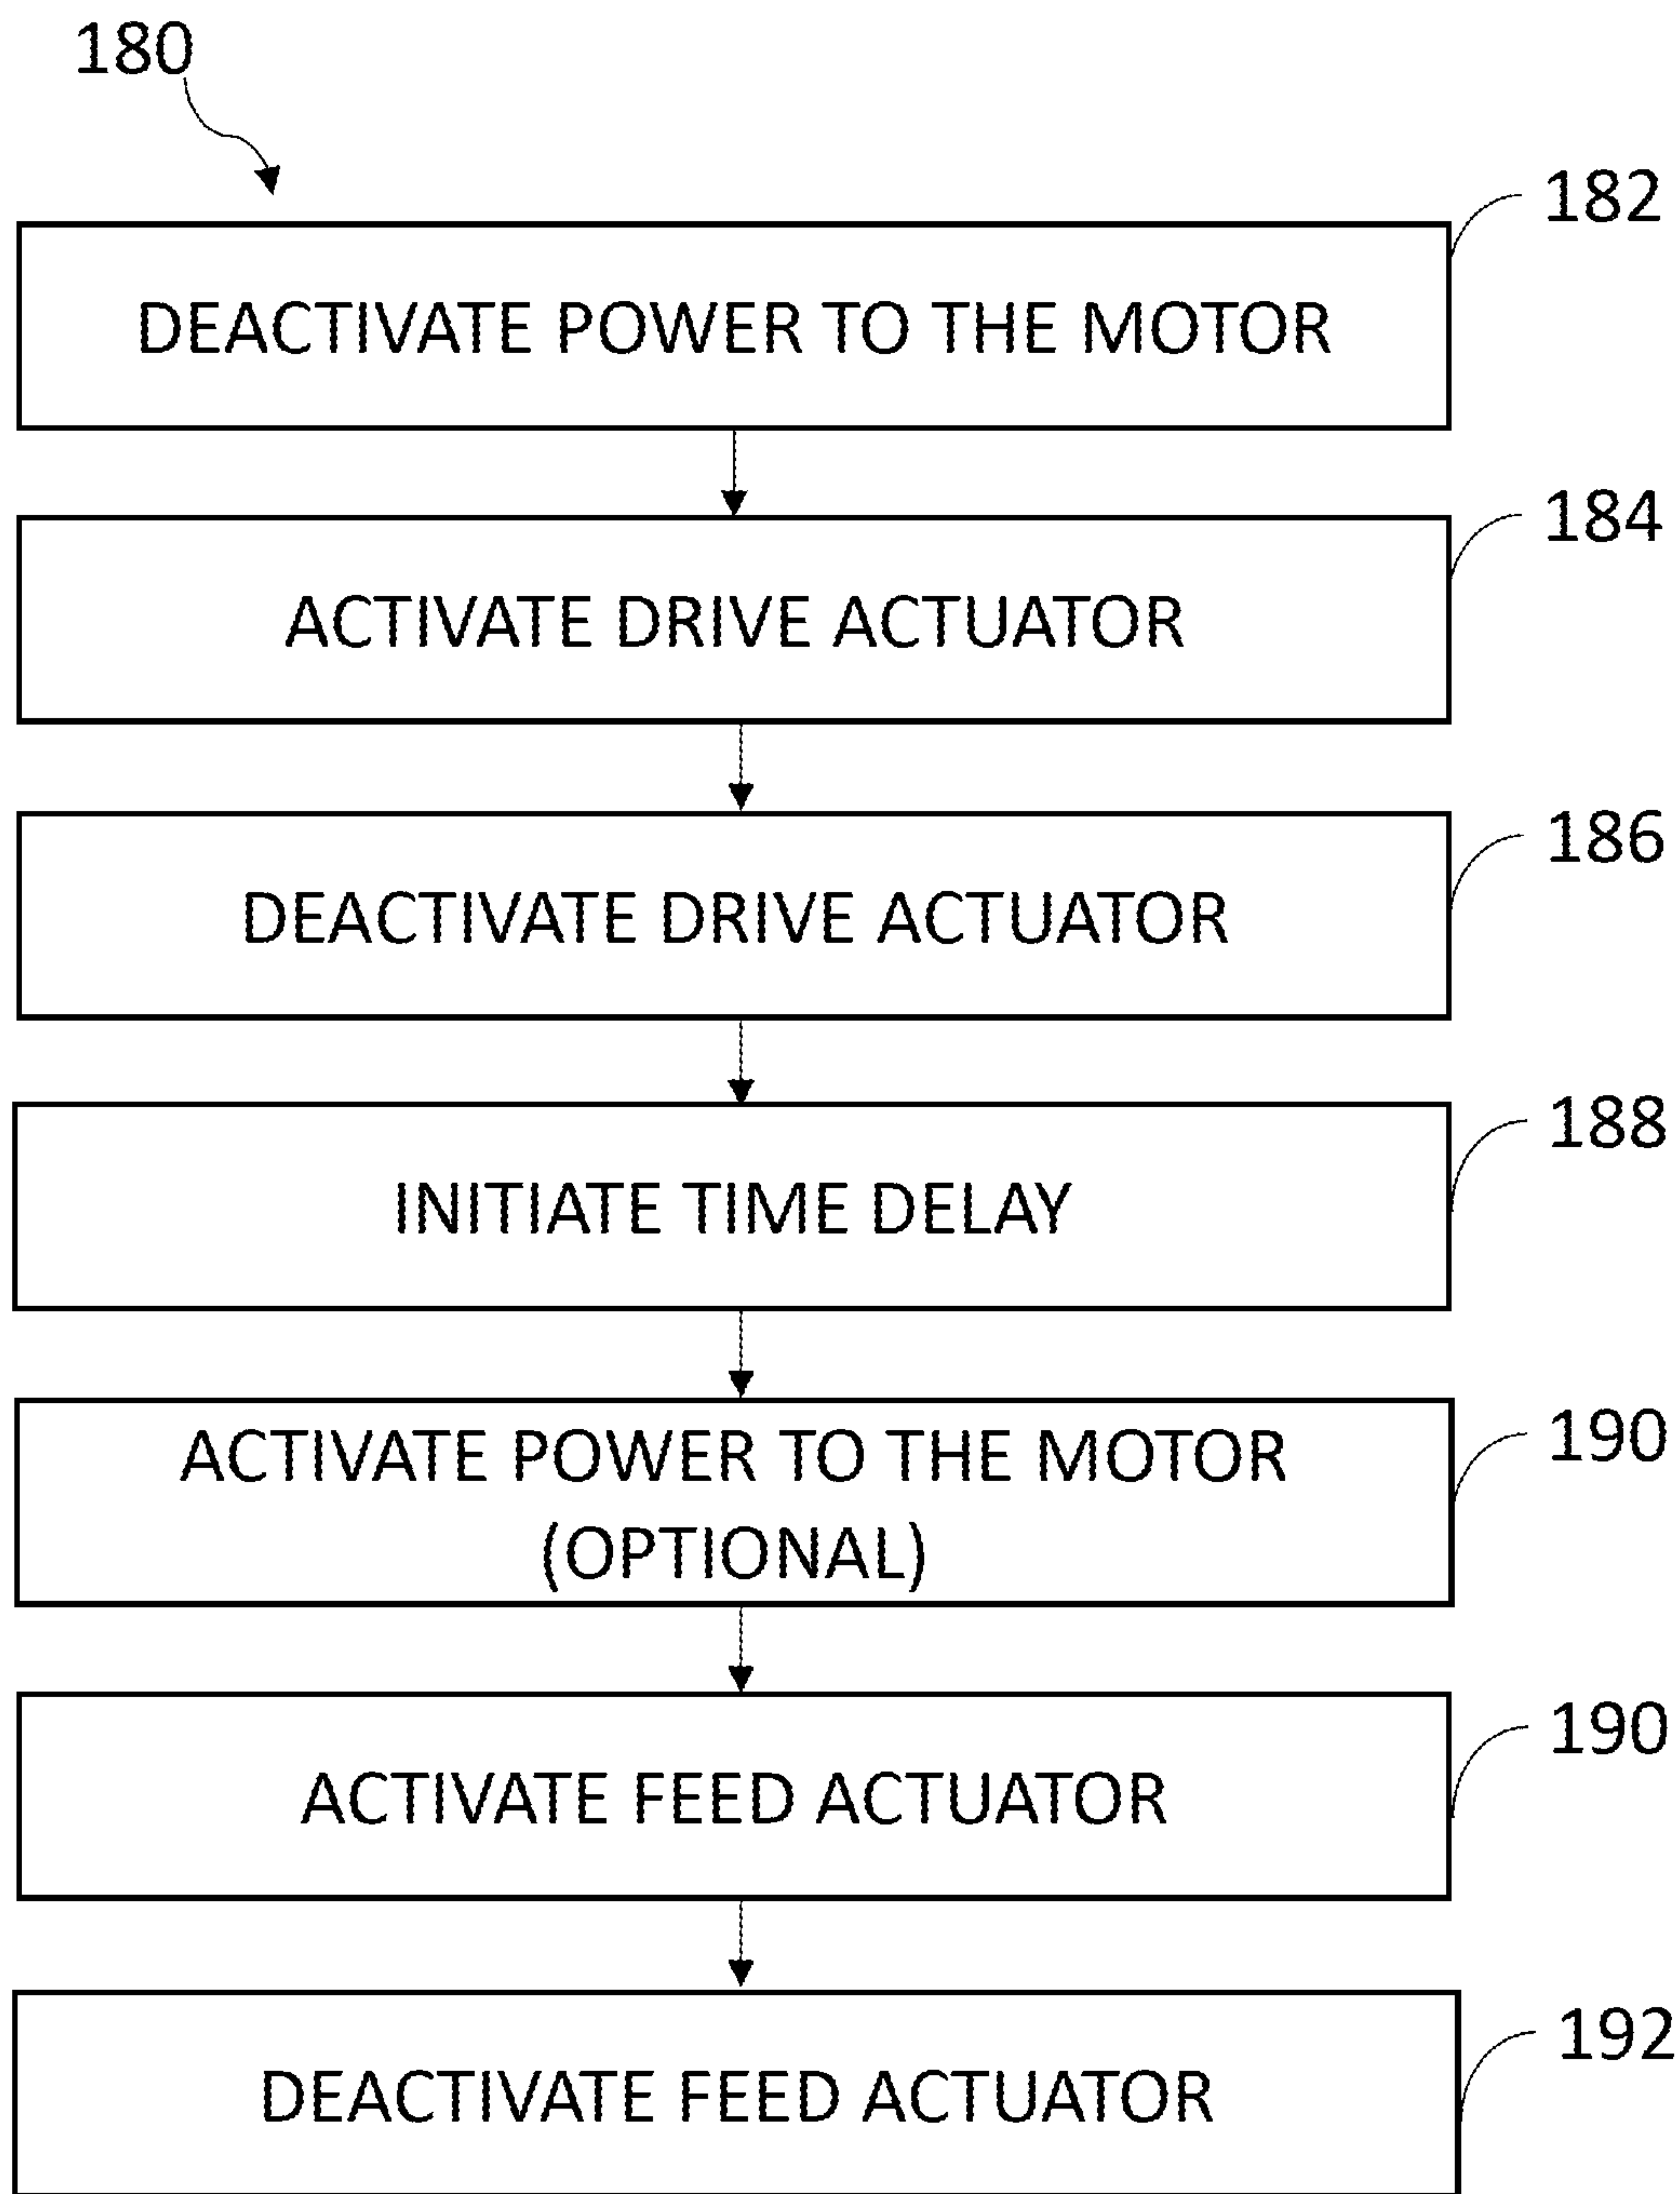 180
182
DEACTIVATE POWER TO THE MOTOR
184
ACTIVATE DRIVE ACTUATOR
186
DEACTIVATE DRIVE ACTUATOR
188
INITIATE TIME DELAY
190
ACTIVATE POWER TO THE MOTOR
(OPTIONAL)
190
ACTIVATE FEED ACTUATOR
192
DEACTIVATE FEED ACTUATOR